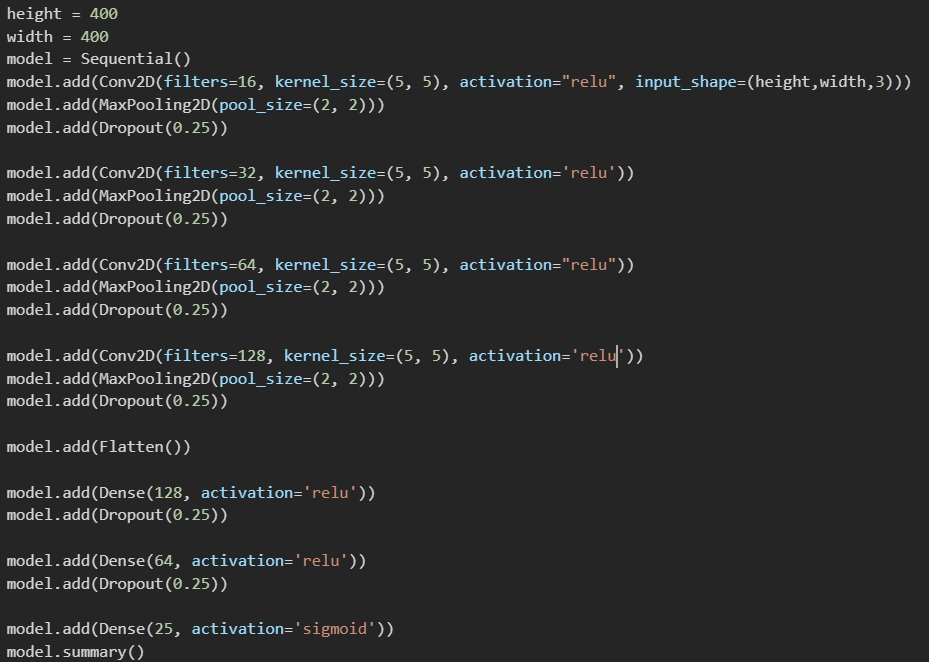 height = 400
width = 400
model = Sequential()
model.add(Conv2D(filters=16, kernel_size=(5, 5), activation="relu", input_shape=(height,width,3)))
model.add(MaxPooling2D(pool_size=(2, 2)))
model.add(Dropout(0.25))
model.add(Conv2D(filters=32, kernel_size=(5, 5), activation='relu'))
model.add(MaxPooling2D(pool_size=(2, 2)))
model.add(Dropout(0.25))
model.add(Conv2D(filters=64, kernel_size=(5, 5), activation="relu"))
model.add(MaxPooling2D(pool_size=(2, 2)))
model.add(Dropout(0.25))
model.add(Conv2D(filters=128, kernel_size=(5, 5), activation='relu'))
model.add(MaxPooling2D(pool_size=(2, 2)))
model.add(Dropout(0.25))
model.add(Flatten())
model.add(Dense(128, activation='relu'))
model.add(Dropout(0.25))
model.add(Dense(64, activation='relu'))
model.add(Dropout(0.25))
model.add(Dense(25, activation='sigmoid'))
model.summary()